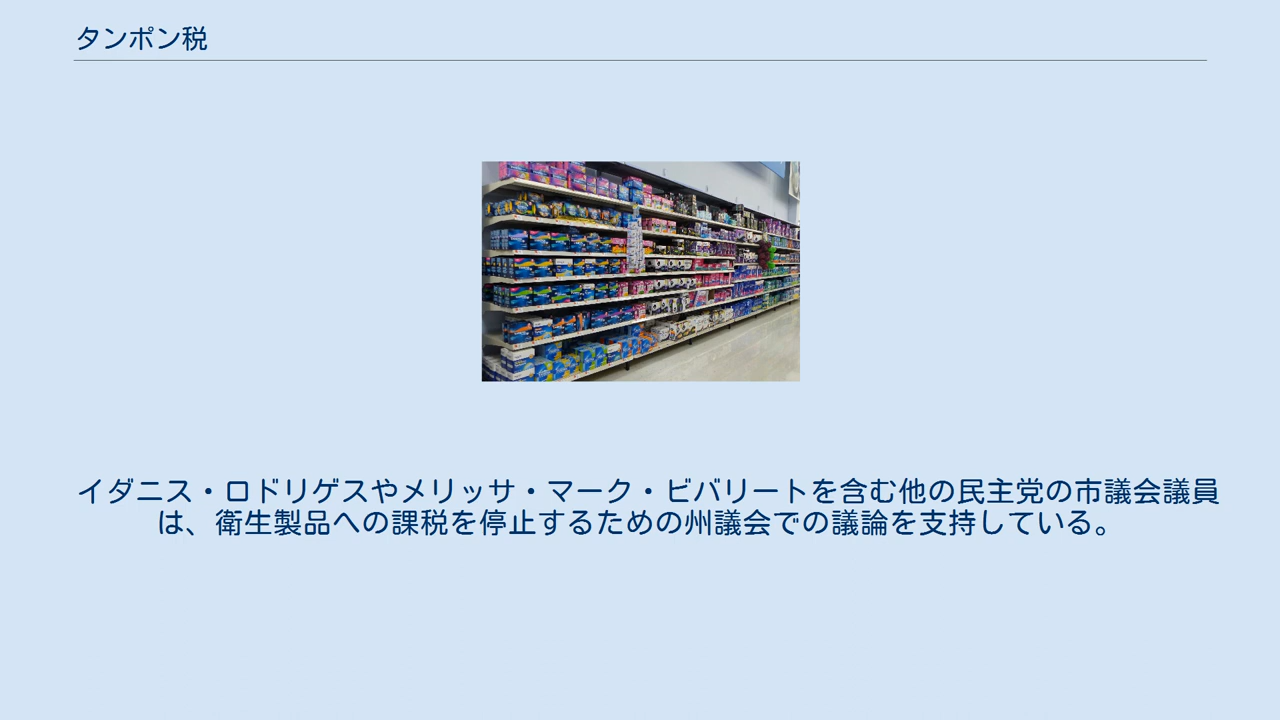 タンポン税
イダニス・ロドリゲスやメリッサ・マーク・ビバリートを含む他の民主党の市議会議員
は、衛生製品への課税を停止するための州議会での議論を支持している。